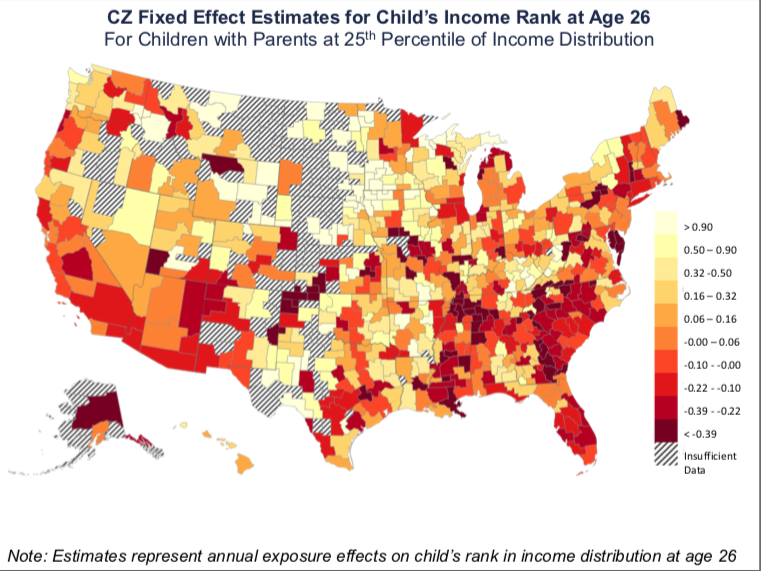 CZ Fixed Effect Estimates for Child's Income Rank at Age 26
For Children with Parents at 25th Percentile of Income Distribution
> 0.90
0.50 – 0.90
0.32 -0.50
0.16 – 0.32
0.06 – 0.16
-0.00 – 0.06
-0.10 - -0.00
-0.22 - -0.10
-0.39 - -0.22
< -0.39
Insufficient
Data
Note: Estimates represent annual exposure effects on child's rank in income distribution at age 26